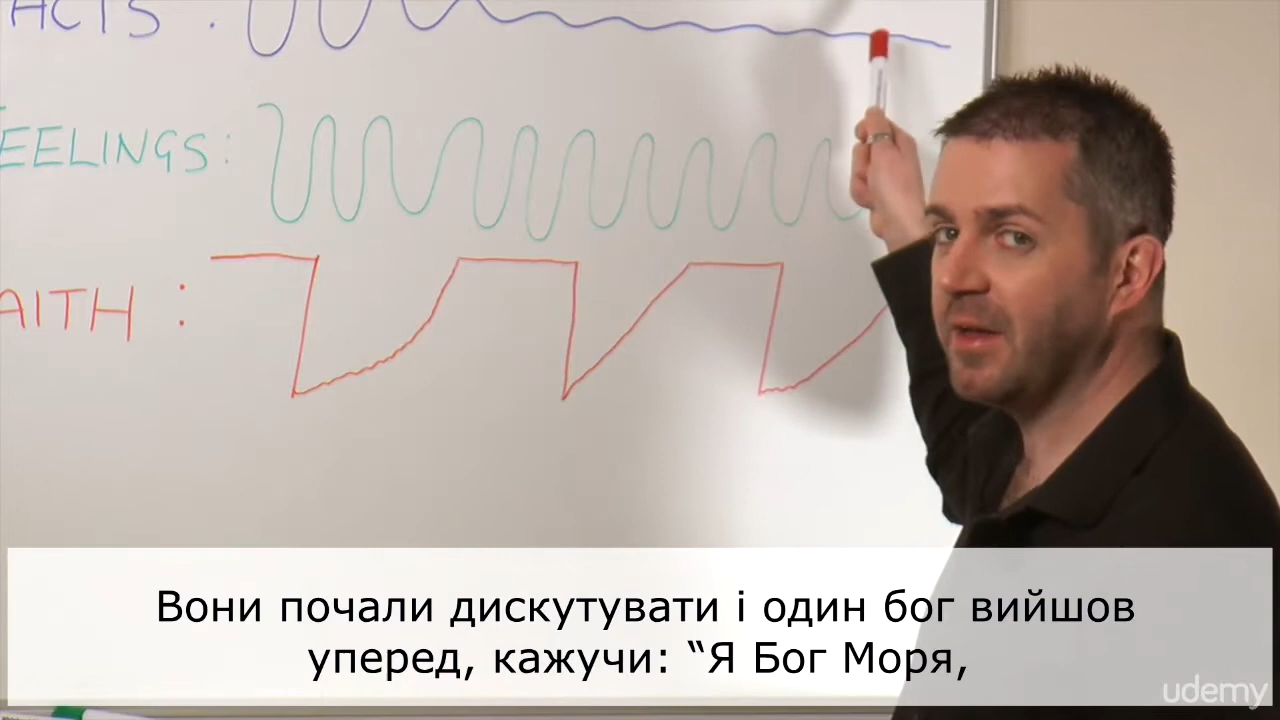 ACTS :
EELINGS:
AITH :
Вони почали дискутувати і один бог вийшов
уперед, кажучи: “Я Бог Моря,
udemy